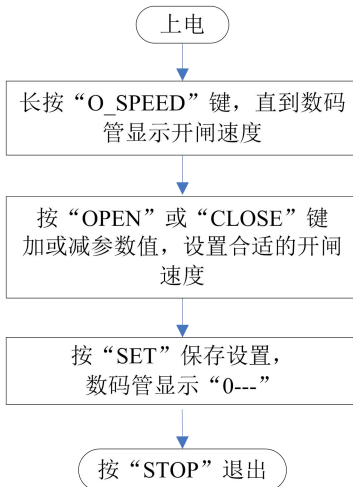 上电
长按“O_SPEED”键，直到数码
管显示开闸速度
按“OPEN”或“CLOSE”键
加或减参数值，设置合适的开闸
速度
按“SET”保存设置，
数码管显示“0---”
按“STOP”退出